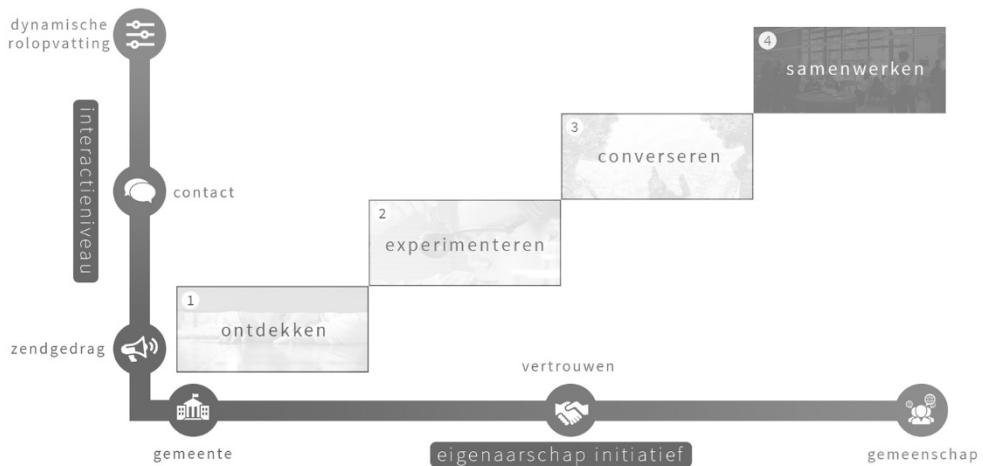 dynamische
rolopvatting
4
samenwerken
3
converseren
interactieniveau
contact
2
experimenteren
1
ontdekken
zendgedrag
vertrouwen
gemeente
eigenaarschap initiatief
gemeenschap